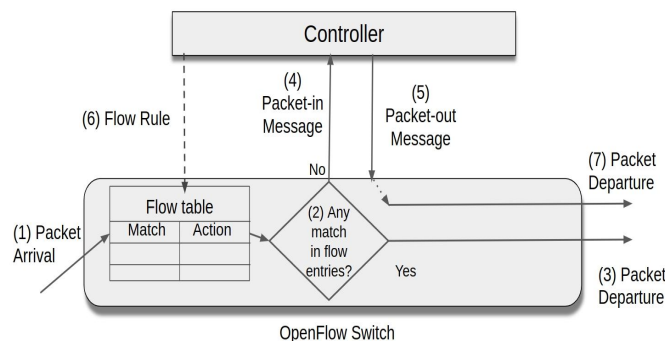 Controller
(4)
Packet-in
Message
(5)
Packet-out
Message
(6) Flow Rule
No
(7) Packet
Departure
Flow table
Match Action
(1) Packet
Arrival
(2) Any
match
in flow
entries?
Yes
(3) Packet
Departure
OpenFlow Switch